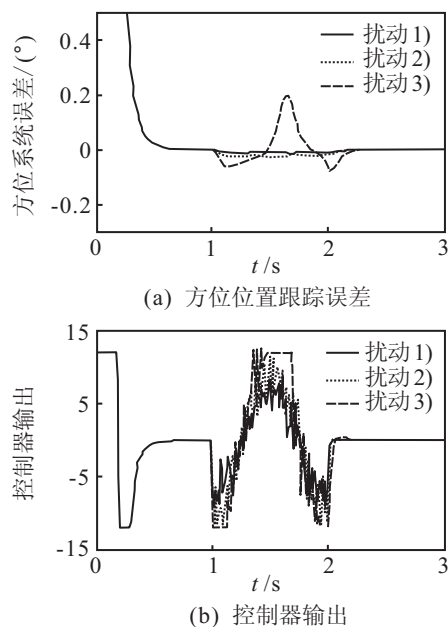 方位系统误差/(°)
0.4
0.2
0
-0.2
扰动1)
扰动2)
扰动3)
0
1
2
3
t/s
(a) 方位位置跟踪误差
控制器输出
15
5
-5
-15
扰动1)
扰动2)
扰动3)
0
1
2
3
t/s
(b) 控制器输出